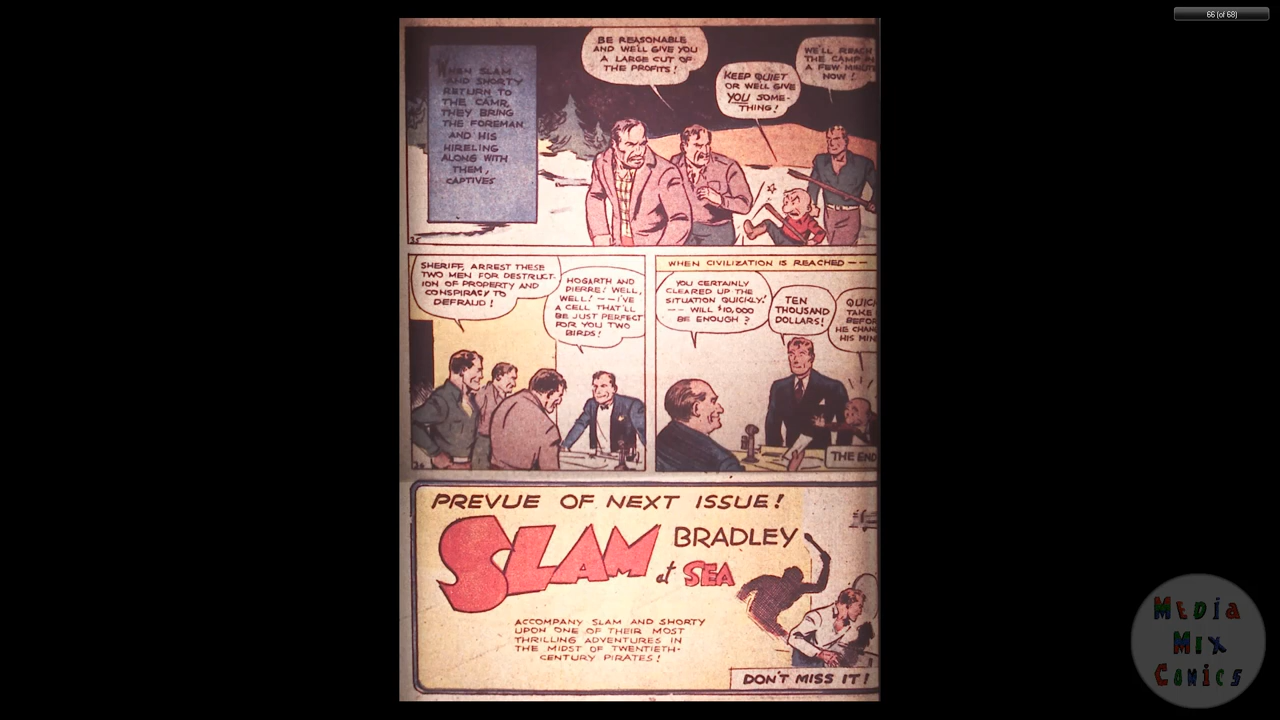 66 (of 68)
WHEN SLAM
AND SHORTY
RETURN TO
THE CAMP,
THEY BRING
THE FOREMAN
AND HIS
HIRELING
ALONG WITH
THEM,
CAPTIVES
BE REASONABLE
AND WE'LL GIVE YOU
A LARGE CUT OF
THE PROFITS!
KEEP QUIET
OR WE'LL GIVE
YOU SOME-
THING!
WE'LL REACH
THE CAMP
A FEW
NOW!
35
SHERIFF, ARREST THESE
TWO MEN FOR DESTRUCT-
ION OF PROPERTY AND
CONSPIRACY TO
DEFRAUD!
HOGARTH AND
PIERRE! WELL,
WELL! -- I'VE
A CELL THAT'LL
BE JUST PERFECT
FOR YOU TWO
BIRDS!
36
WHEN CIVILIZATION IS REACHED --
YOU CERTAINLY
CLEARED UP THE
SITUATION QUICKLY!
-- WILL $10,000
BE ENOUGH?
TEN
THOUSAND
DOLLARS!
TAKE
HE
HIS
THE END
PREVUE OF NEXT ISSUE!
SLAM BRADLEY
at SEA
ACCOMPANY SLAM AND SHORTY
UPON ONE OF THEIR MOST
THRILLING ADVENTURES IN
THE MIDST OF TWENTIETH-
CENTURY PIRATES!
DON'T MISS IT!
MEDiA
MiX
COMiCS